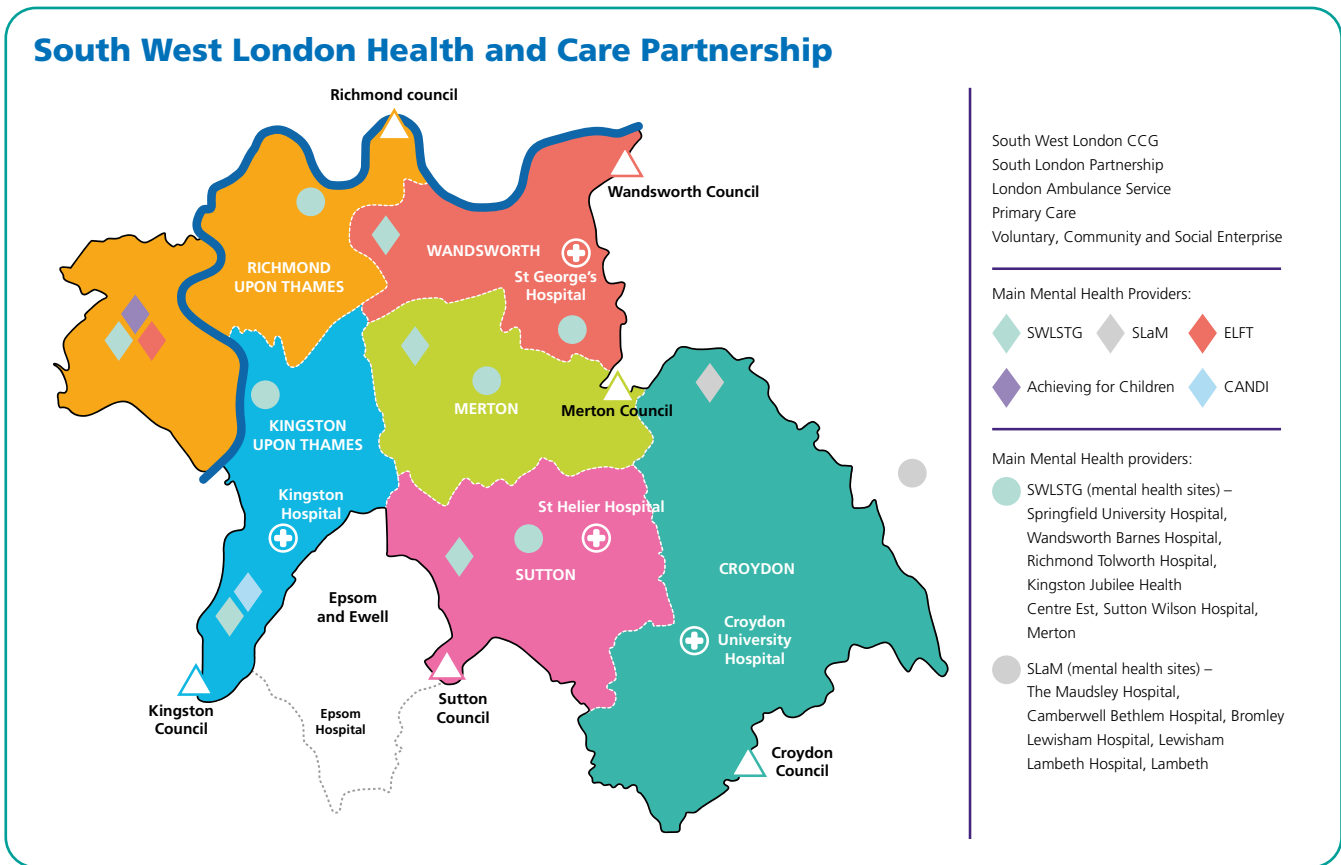 South West London Health and Care Partnership
Richmond council
Wandsworth Council
WANDSWORTH
St George's
Hospital
RICHMOND
UPON THAMES
MERTON
Merton Council
KINGSTON
UPON THAMES
Kingston
Hospital
St Helier Hospital
SUTTON
CROYDON
Epsom
and Ewell
Croydon
University
Hospital
Kingston
Council
Epsom
Hospital
Sutton
Council
Croydon
Council
South West London CCG
South London Partnership
London Ambulance Service
Primary Care
Voluntary, Community and Social Enterprise
Main Mental Health Providers:
SWLSTG
SLaM
ELFT
Achieving for Children
CANDI
Main Mental Health providers:
SWLSTG (mental health sites) –
Springfield University Hospital,
Wandsworth Barnes Hospital,
Richmond Tolworth Hospital,
Kingston Jubilee Health
Centre Est, Sutton Wilson Hospital,
Merton
SLaM (mental health sites) –
The Maudsley Hospital,
Camberwell Bethlem Hospital, Bromley
Lewisham Hospital, Lewisham
Lambeth Hospital, Lambeth